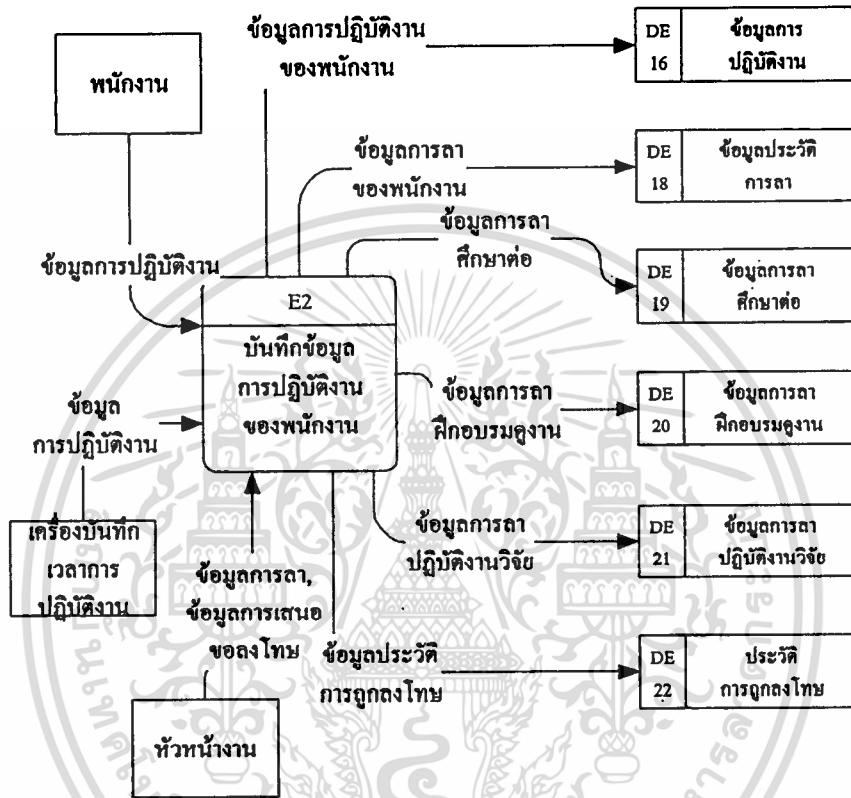 ข้อมูลการปฏิบัติงาน
ของพนักงาน
DE
16
ข้อมูลการ
ปฏิบัติงาน
พนักงาน
ข้อมูลการลา
ของพนักงาน
DE
18
ข้อมูลประวัติ
การลา
ข้อมูลการลา
ศึกษาต่อ
DE
19
ข้อมูลการลา
ศึกษาต่อ
ข้อมูลการปฏิบัติงาน
E2
บันทึกข้อมูล
การปฏิบัติงาน
ของพนักงาน
ข้อมูล
การปฏิบัติงาน
ข้อมูลการลา
ฝึกอบรมดูงาน
DE
20
ข้อมูลการลา
ฝึกอบรมดูงาน
เครื่องบันทึก
เวลาการ
ปฏิบัติงาน
ข้อมูลการลา
ปฏิบัติงานวิจัย
DE
21
ข้อมูลการลา
ปฏิบัติงานวิจัย
ข้อมูลการลา,
ข้อมูลการเสนอ
ขอลงโทษ
ข้อมูลประวัติ
การถูกลงโทษ
DE
22
ประวัติ
การถูกลงโทษ
หัวหน้างาน